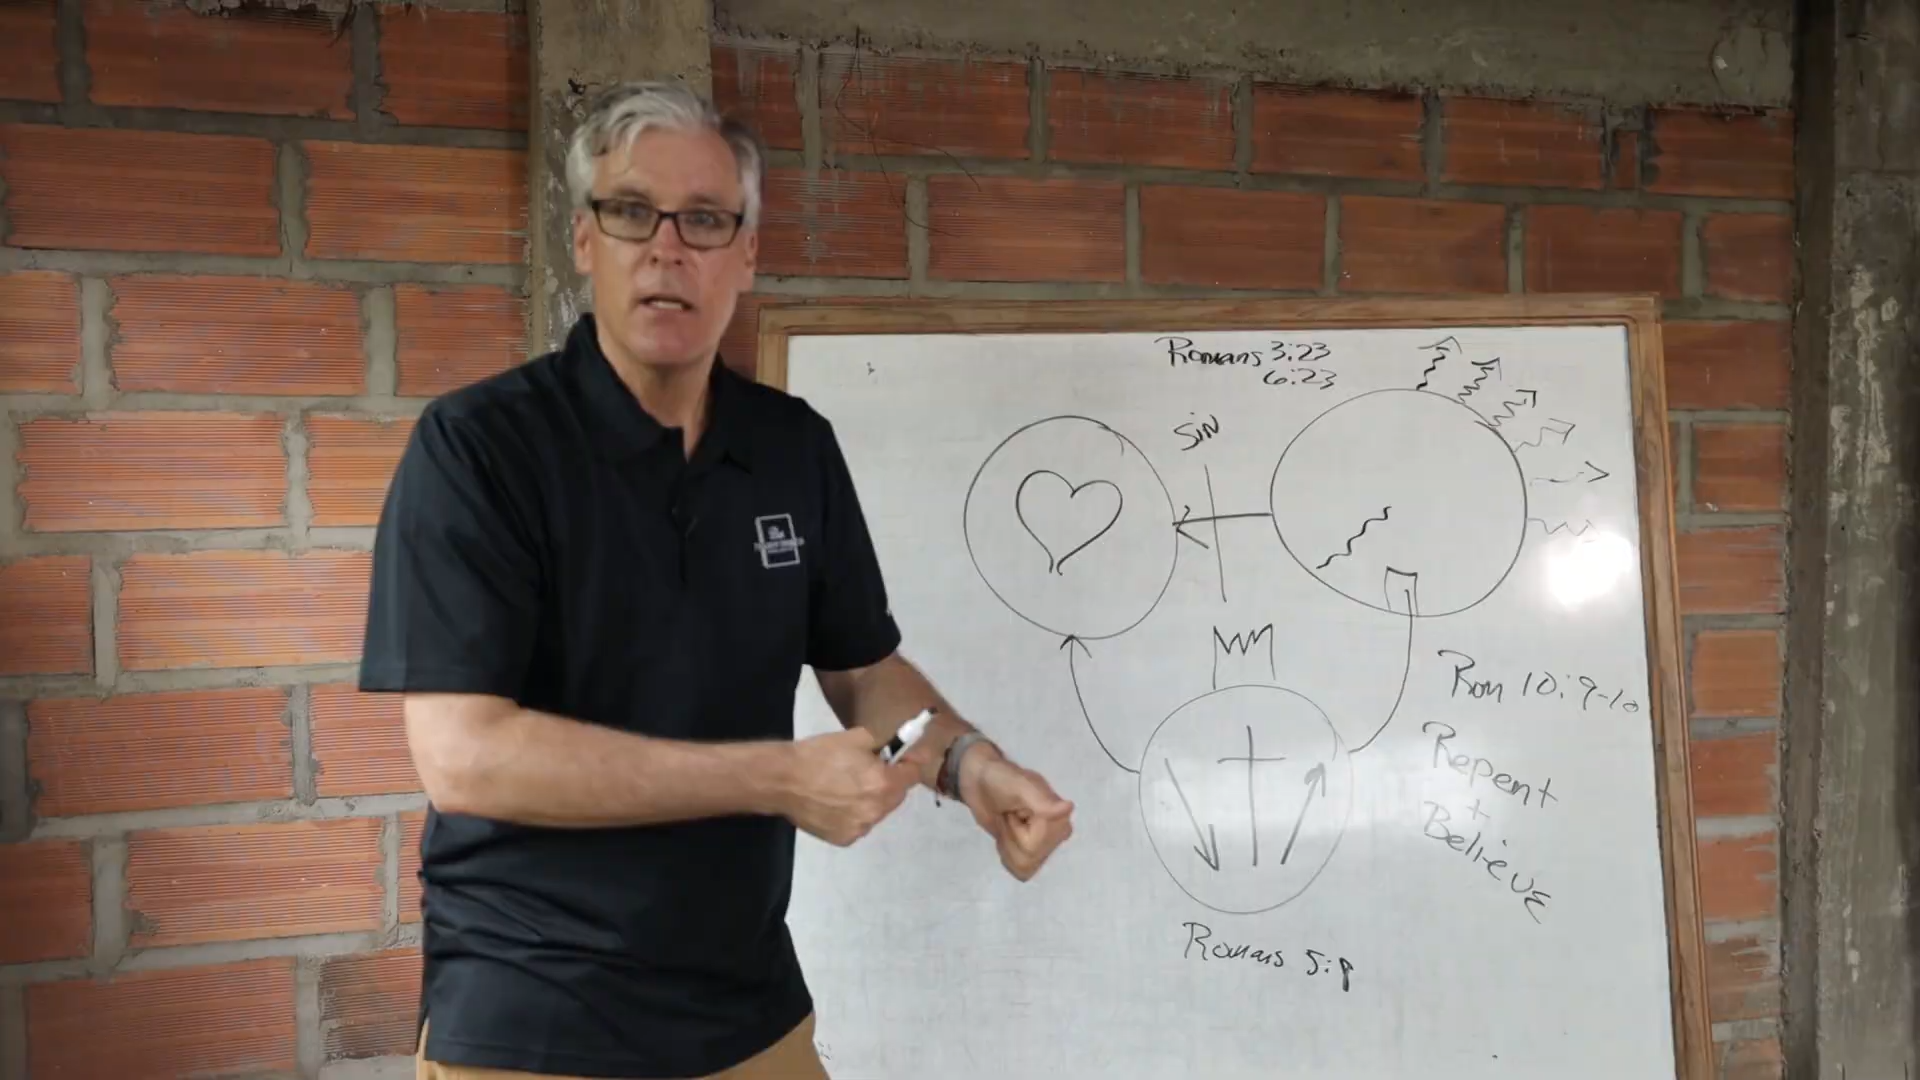 Romans 3:23
6:23
SiN
Rom 10:9-10
Repent
+
BelieVE
Romans 5:8